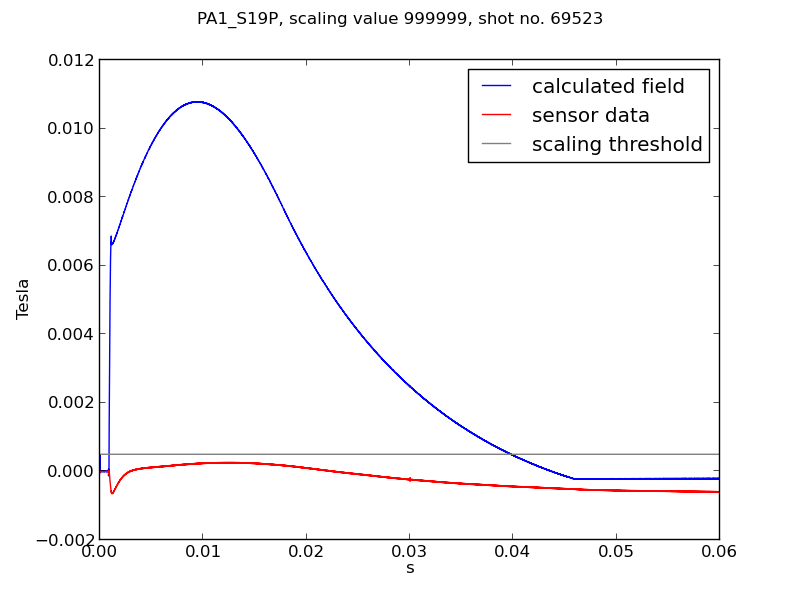 PA1_S19P, scaling value 999999, shot no. 69523
calculated field
sensor data
scaling threshold
Tesla
0.012
0.010
0.008
0.006
0.004
0.002
0.000
−0.002
0.00 0.01 0.02 0.03 0.04 0.05 0.06
s